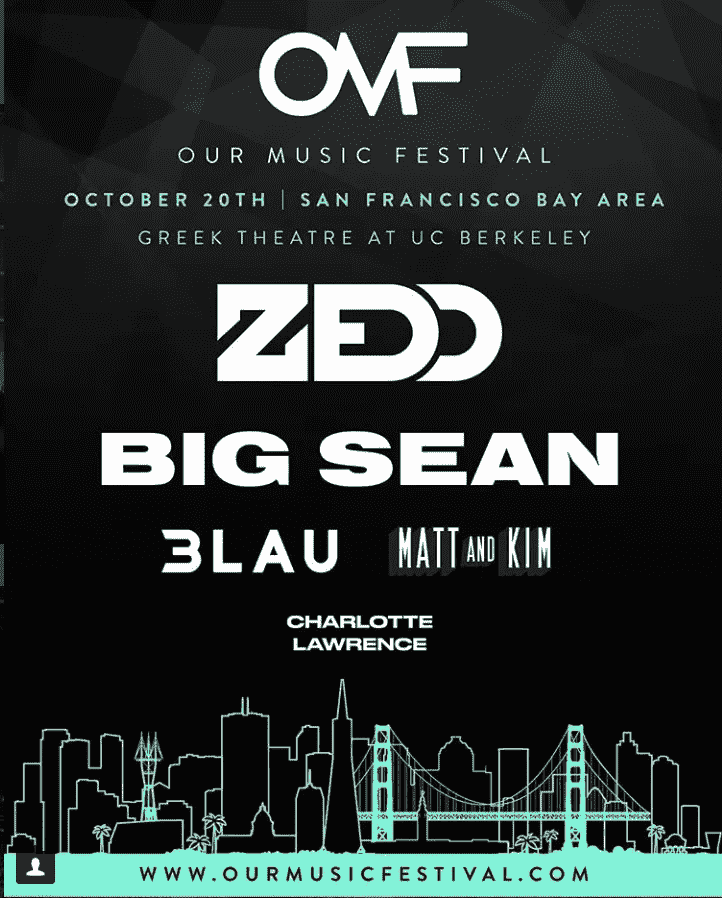 OMF
OUR MUSIC FESTIVAL
OCTOBER 20TH | SAN FRANCISCO BAY AREA
GREEK THEATRE AT UC BERKELEY
ZEDD
BIG SEAN
3LAU MATT AND KIM
CHARLOTTE
LAWRENCE
WWW.OURMUSICFESTIVAL.COM